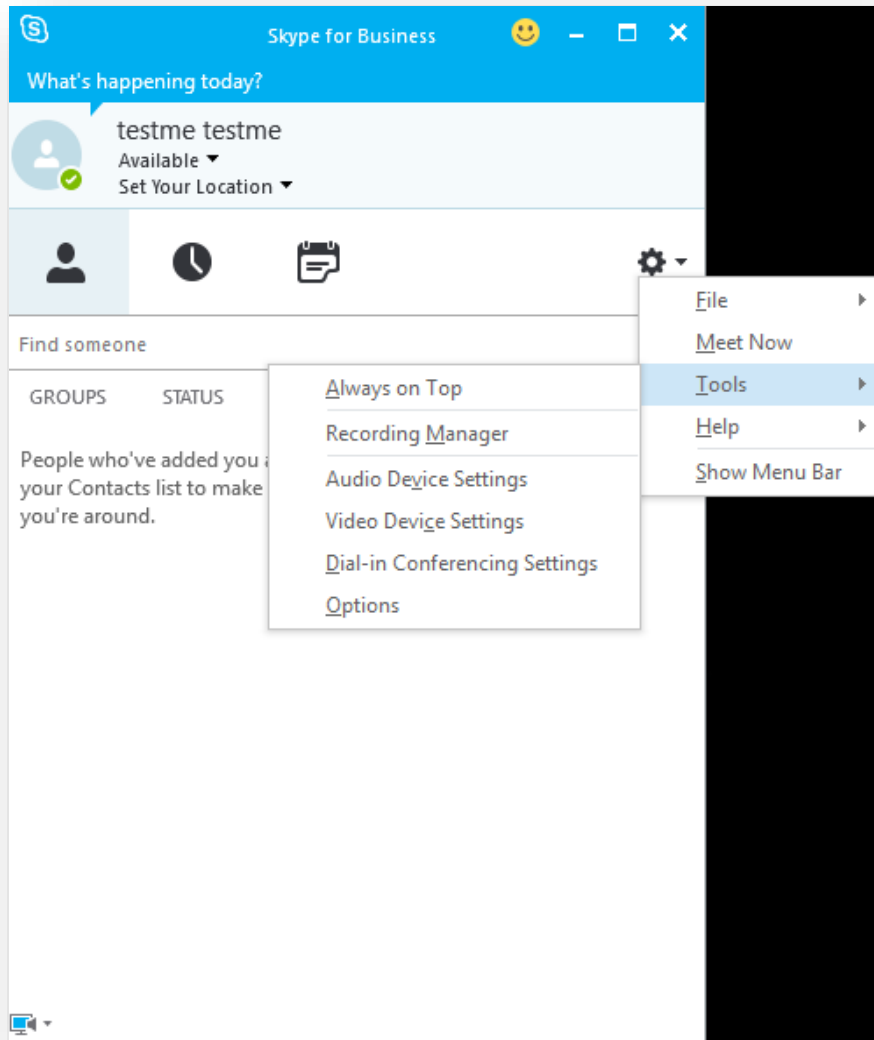 Skype for Business
What's happening today?
testme testme
Available
Set Your Location
File
Meet Now
Tools
Help
Show Menu Bar
Find someone
GROUPS STATUS
Always on Top
Recording Manager
Audio Device Settings
Video Device Settings
Dial-in Conferencing Settings
Options
People who've added you
your Contacts list to make
you're around.